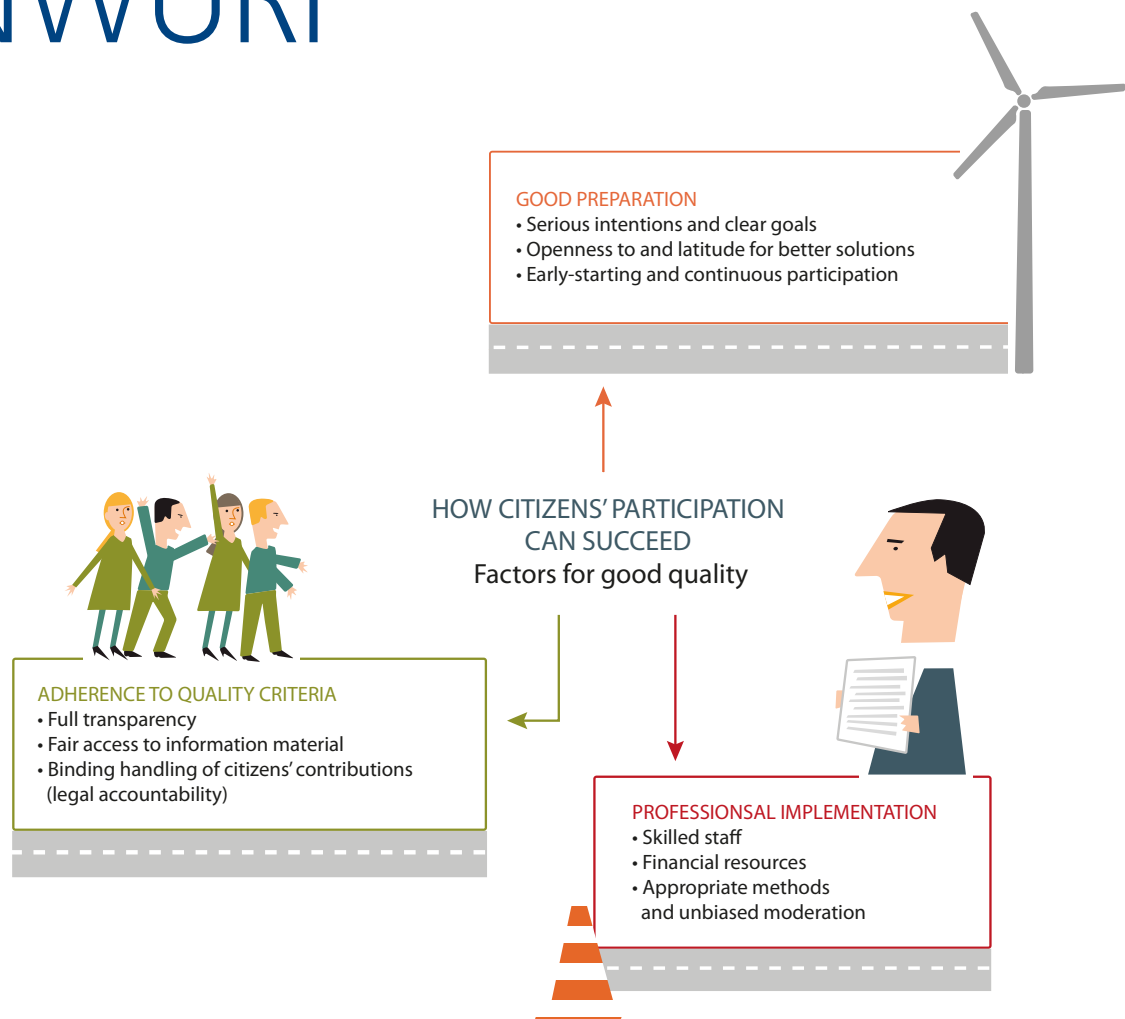 NWURF
GOOD PREPARATION
• Serious intentions and clear goals
• Openness to and latitude for better solutions
• Early-starting and continuous participation
HOW CITIZENS’ PARTICIPATION
CAN SUCCEED
Factors for good quality
ADHERENCE TO QUALITY CRITERIA
• Full transparency
• Fair access to information material
• Binding handling of citizens’ contributions
(legal accountability)
PROFESSIONSAL IMPLEMENTATION
• Skilled staff
• Financial resources
• Appropriate methods
and unbiased moderation